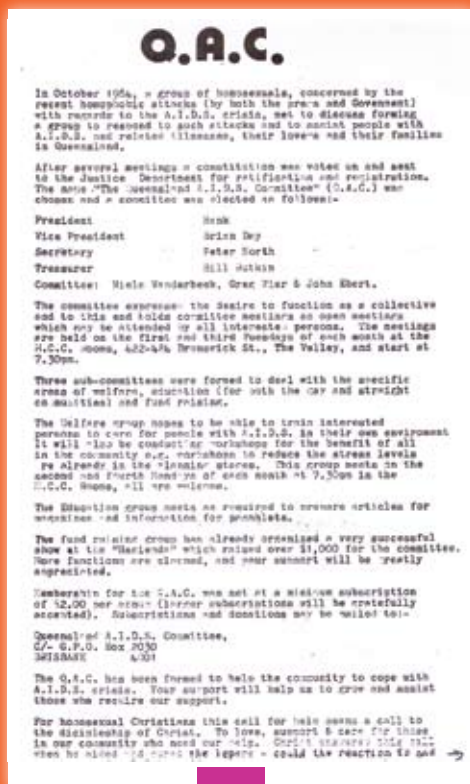 Q.A.C.
In October 1984, a group of homosexuals, concerned by the
recent homophobic attacks (by both the press and Government)
with regards to the A.I.D.S. crisis, met to discuss forming
a group to respond to such attacks and to assist people with
A.I.D.S. and related illnesses, their lovers and their families
in Queensland.
After several meetings a constitution was voted on and sent
to the Justice Department for ratification and registration.
The name "The Queensland A.I.D.S. Committee" (Q.A.C.) was
chosen and a committee was elected as follows:-
President
Vice President Brian Day
Secretary Peter North
Treasurer Bill
Committee: Niels Vanderbeek, Greg & John Ebert.
The committee expresses the desire to function as a collective
and to this end holds committee meetings as open meetings
which may be attended by all interested persons. The meetings
are held on the first and third Tuesdays of each month at the
M.C.C. Rooms, Brunswick St., The Valley, and start at
7.30pm.
Three sub-committees were formed to deal with the specific
areas of welfare, education (for both the gay and straight
communities) and fund raising.
The Welfare group hopes to be able to train interested
persons to care for people with A.I.D.S. in their own enviroment
It will also be conducting workshops for the benefit of all
in the community e.g. workshops to reduce the stress levels
are already in the planning stages. This group meets on the
second and fourth Mondays of each month at 7.30pm in the
M.C.C. Rooms, all are welcome.
The Education group meets as required to prepare articles for
magazines and information for pamphlets.
The fund raising group has already organized a very successful
show at the "Hacienda" which raised over $1,000 for the committee.
More functions are planned, and your support will be greatly
appreciated.
Membership for the Q.A.C. was set at a minimum subscription
of $2.00 per annum (larger subscriptions will be gratefully
accepted). Subscriptions and donations may be mailed to:-
Queensland A.I.D.S. Committee,
C/- G.P.O. Box 2030
BRISBANE 4001
The Q.A.C. has been formed to help the community to cope with
A.I.D.S. crisis. Your support will help us to grow and assist
those who require our support.
For homosexual Christians this call for help seems a call to
the discipleship of Christ. To love, support & care for those
in our community who need our help. Christ answered this call
when he aided and cured the lepers - could the reaction to and →